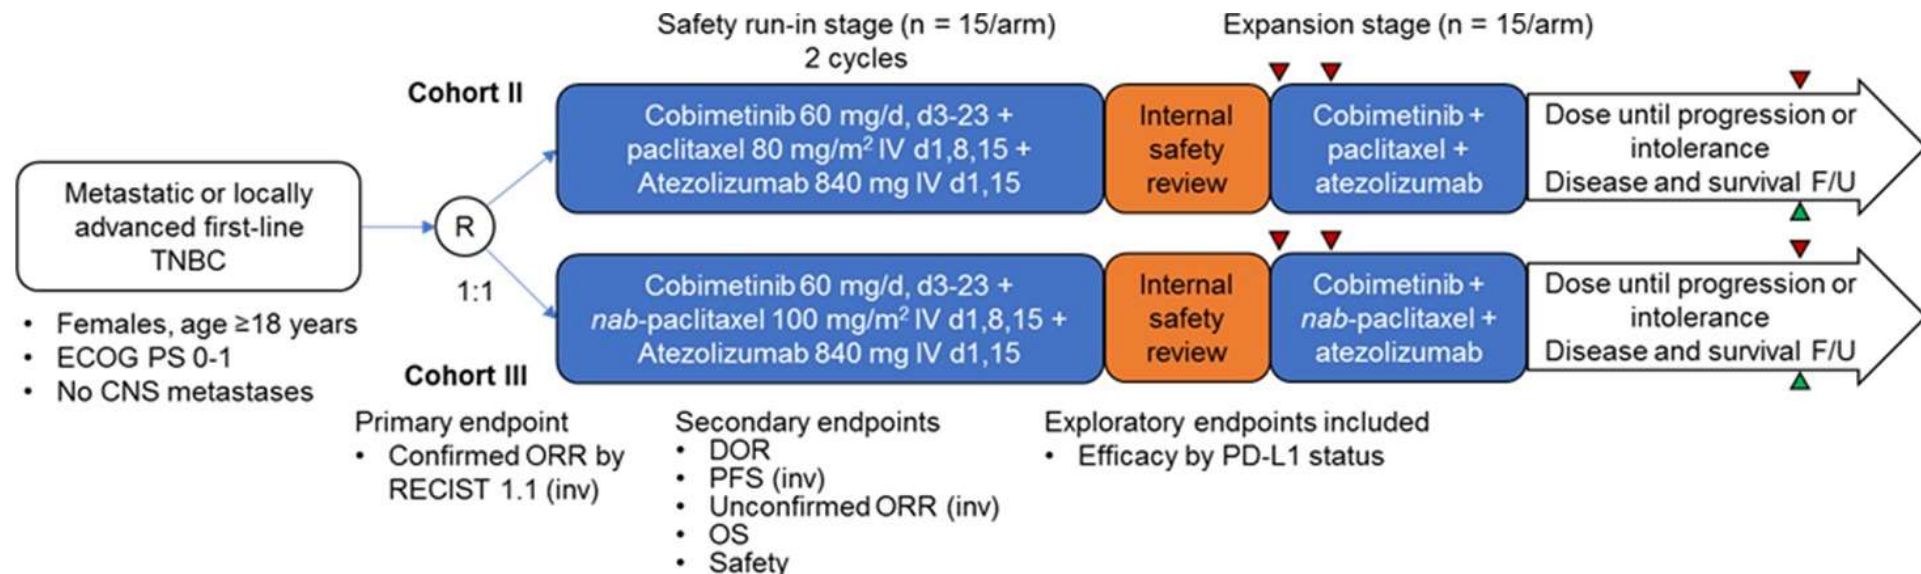 Safety run-in stage (n = 15/arm)
2 cycles
Expansion stage (n = 15/arm)
Cohort II
Cobimetinib 60 mg/d, d3-23 +
paclitaxel 80 mg/m² IV d1,8,15 +
Atezolizumab 840 mg IV d1,15
Internal
safety
review
Cobimetinib +
paclitaxel +
atezolizumab
Dose until progression or
intolerance
Disease and survival F/U
Metastatic or locally
advanced first-line
TNBC
R
1:1
• Females, age ≥18 years
• ECOG PS 0-1
• No CNS metastases
Cohort III
Cobimetinib 60 mg/d, d3-23 +
nab-paclitaxel 100 mg/m² IV d1,8,15 +
Atezolizumab 840 mg IV d1,15
Internal
safety
review
Cobimetinib +
nab-paclitaxel +
atezolizumab
Dose until progression or
intolerance
Disease and survival F/U
Primary endpoint
• Confirmed ORR by
RECIST 1.1 (inv)
Secondary endpoints
• DOR
• PFS (inv)
• Unconfirmed ORR (inv)
• OS
• Safety
Exploratory endpoints included
• Efficacy by PD-L1 status